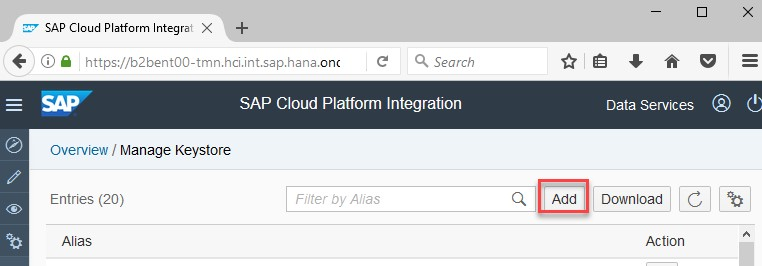 SAP Cloud Platform Integrat
https://b2bent00-tmn.hci.int.sap.hana.onc
Search
SAP
SAP Cloud Platform Integration
Data Services
Overview / Manage Keystore
Entries (20)
Filter by Alias
Add
Download
Alias
Action